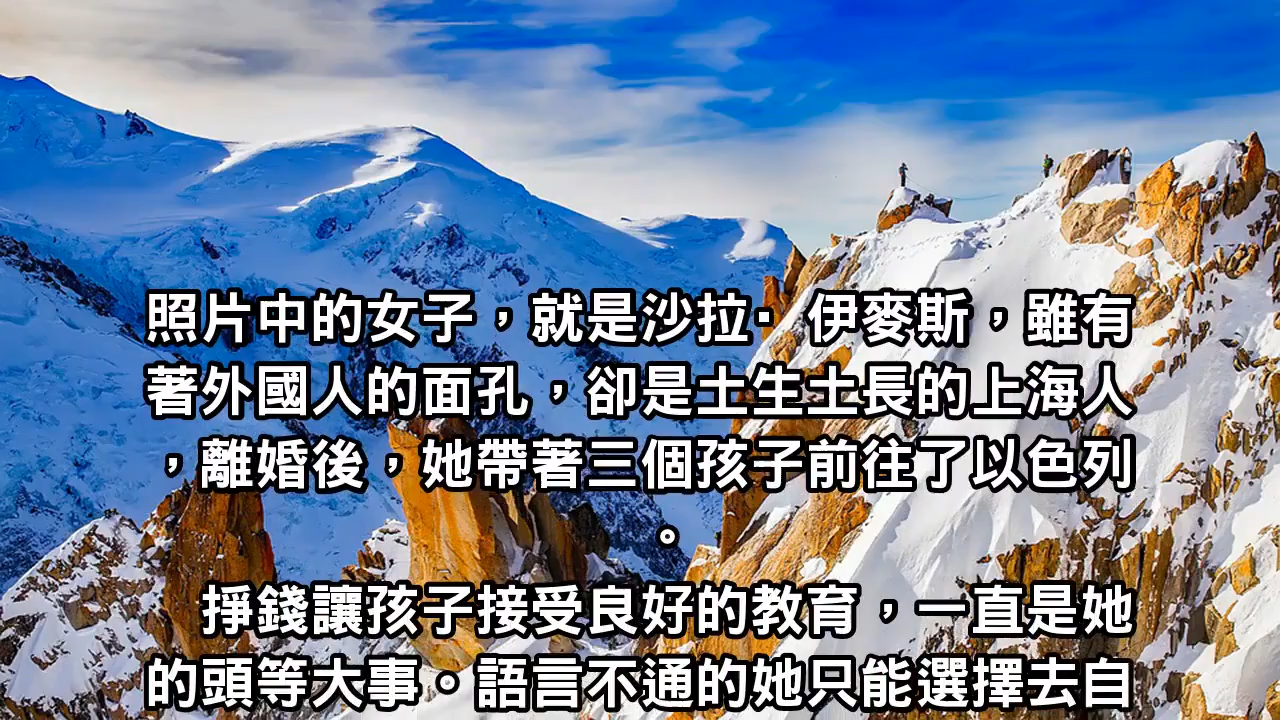 照片中的女子，就是沙拉·伊麥斯，雖有
著外國人的面孔，卻是土生土長的上海人
，離婚後，她帶著三個孩子前往了以色列
。
掙錢讓孩子接受良好的教育，一直是她
的頭等大事。語言不通的她只能選擇去自